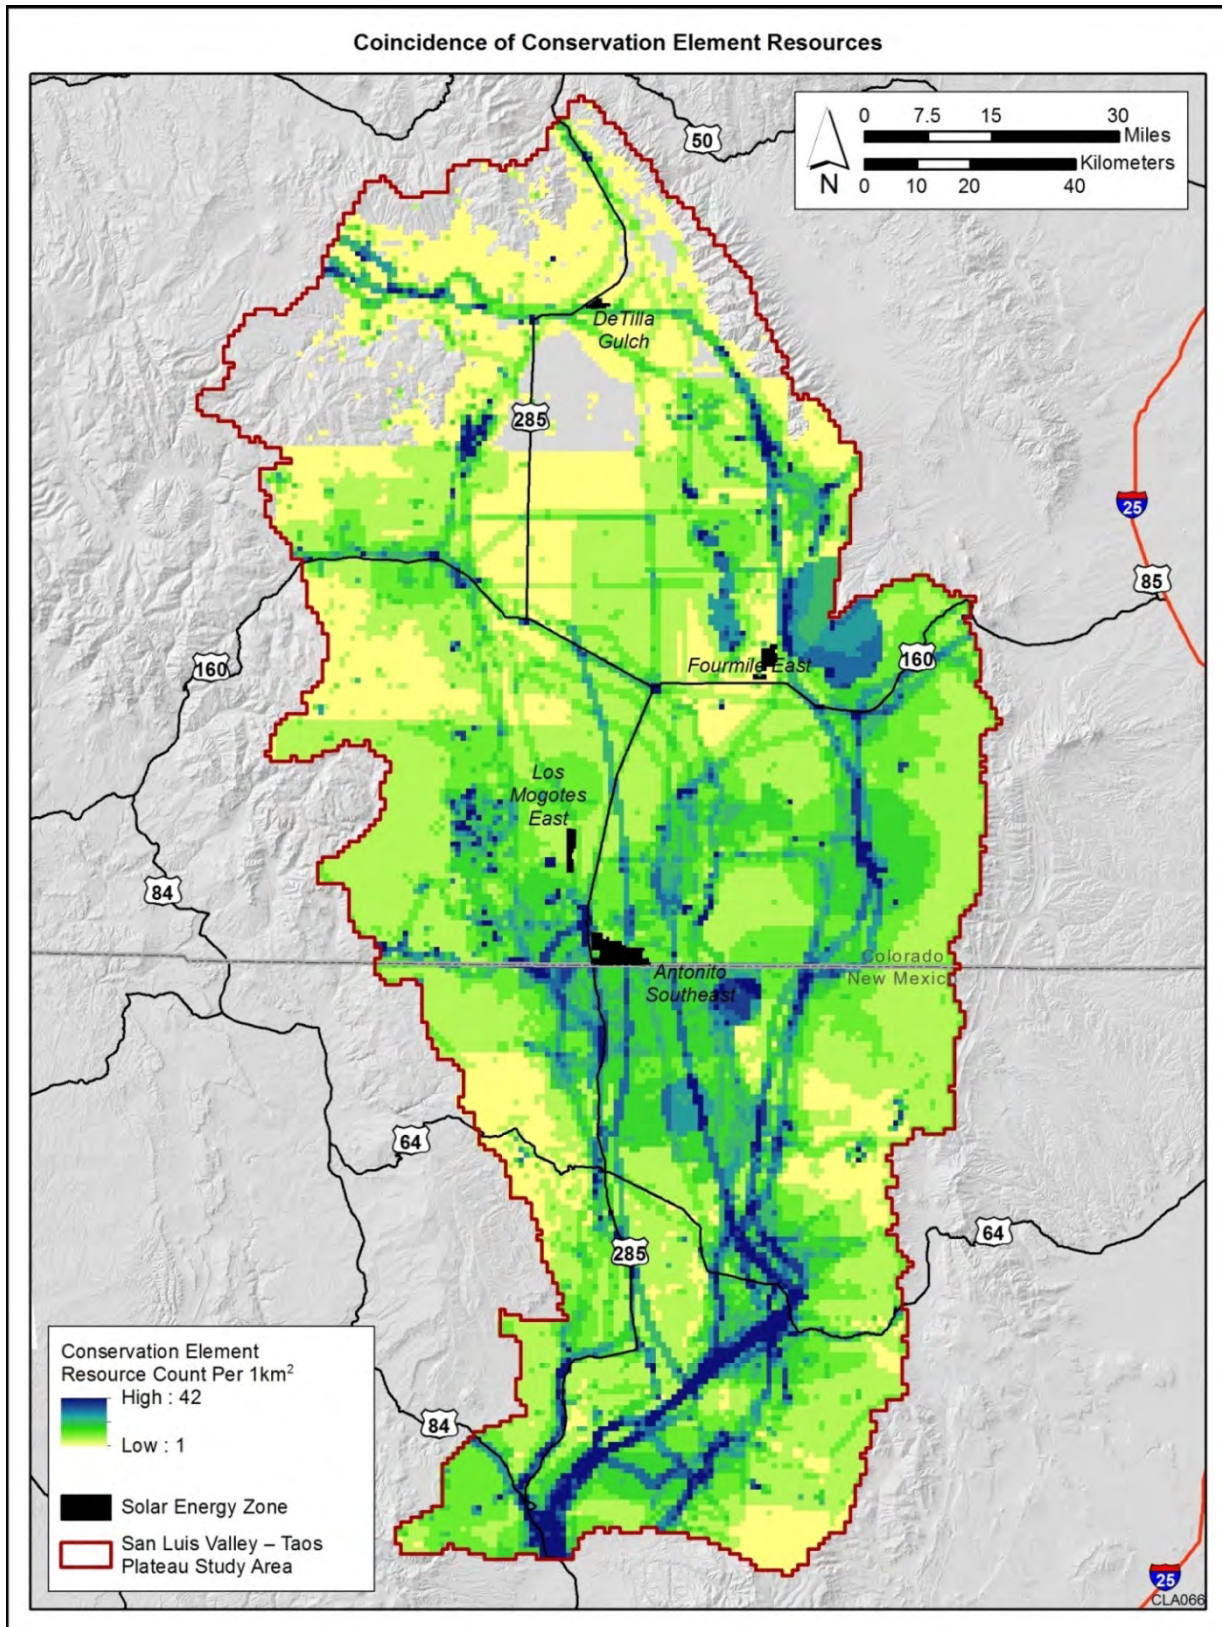 Coincidence of Conservation Element Resources
0 7.5 15 30
Miles
Kilometers
0 10 20 40
N
50
DeTilla
Gulch
285
25
85
160
Fourmile East
160
Los
Mogotes
East
84
Colorado
New Mexico
Antonito
Southeast
64
64
285
84
Conservation Element
Resource Count Per 1km²
High : 42
Low : 1
Solar Energy Zone
San Luis Valley – Taos
Plateau Study Area
25
CLA066